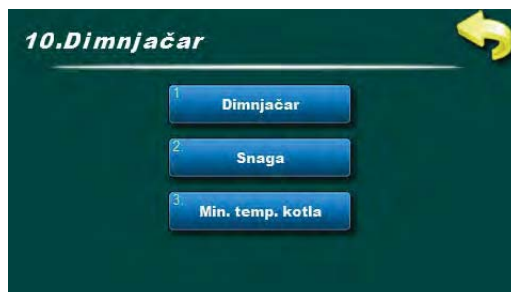 10.Dimnjačar
1
Dimnjačar
2.
Snaga
3.
Min. temp. kotla